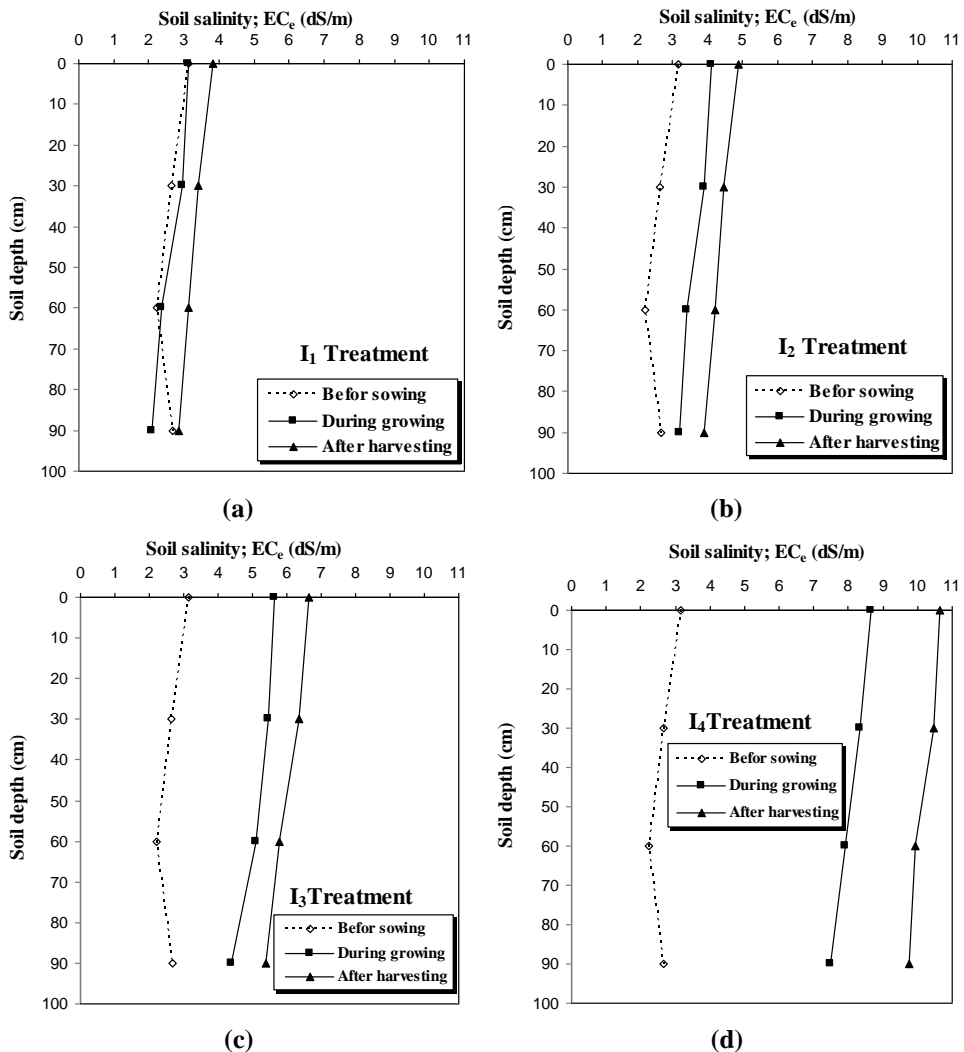 Soil salinity; ECe (dS/m)
0 1 2 3 4 5 6 7 8 9 10 11
0
10
20
30
40
50
60
70
80
90
100
Soil depth (cm)
I1 Treatment
Befor sowing
During growing
After harvesting
(a)
Soil salinity; ECe (dS/m)
0 1 2 3 4 5 6 7 8 9 10 11
0
10
20
30
40
50
60
70
80
90
100
Soil depth (cm)
I2 Treatment
Befor sowing
During growing
After harvesting
(b)
Soil salinity; ECe (dS/m)
0 1 2 3 4 5 6 7 8 9 10 11
0
10
20
30
40
50
60
70
80
90
100
Soil depth (cm)
I3Treatment
Befor sowing
During growing
After harvesting
(c)
Soil salinity; ECe (dS/m)
0 1 2 3 4 5 6 7 8 9 10 11
0
10
20
30
40
50
60
70
80
90
100
Soil depth (cm)
I4Treatment
Befor sowing
During growing
After harvesting
(d)